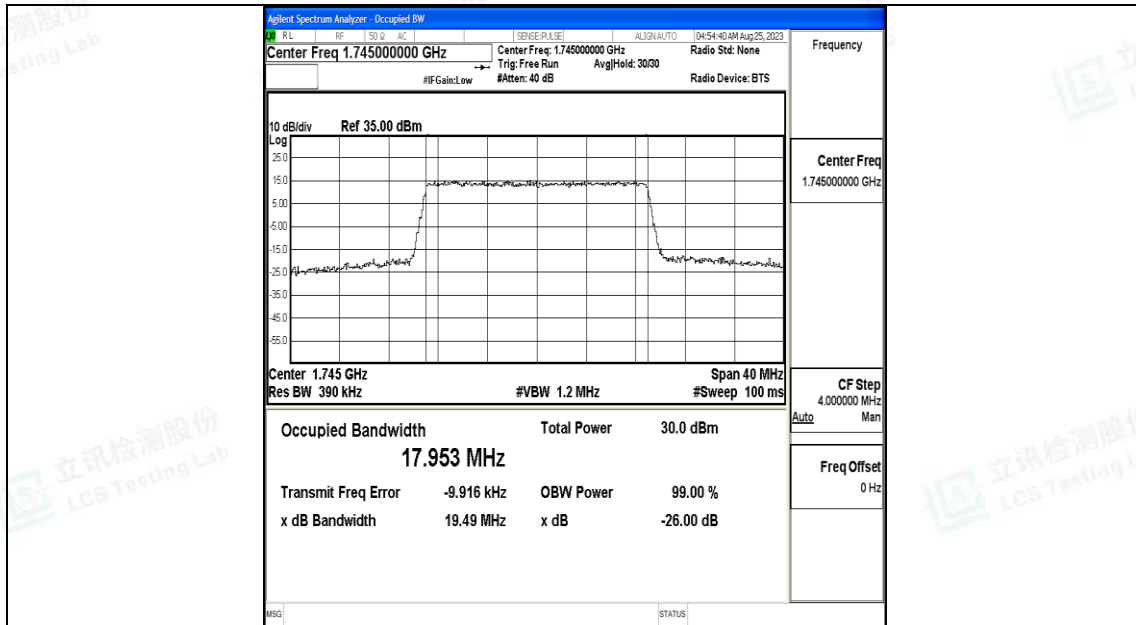 Agilent Spectrum Analyzer - Occupied BW
RL RF 50 Ω AC SENSE:PULSE ALIGNAUTO 04:54:40 AM Aug 25, 2023
Center Freq 1.745000000 GHz
Center Freq: 1.745000000 GHz Radio Std: None
Trig: Free Run Avg|Hold: 30/30
#IFGain:Low #Atten: 40 dB Radio Device: BTS
10 dB/div Ref 35.00 dBm
Log
25.0
15.0
5.00
-5.00
-15.0
-25.0
-35.0
-45.0
-55.0
Center 1.745 GHz Span 40 MHz
Res BW 390 kHz #VBW 1.2 MHz #Sweep 100 ms
Occupied Bandwidth Total Power 30.0 dBm
17.953 MHz
Transmit Freq Error -9.916 kHz OBW Power 99.00 %
x dB Bandwidth 19.49 MHz x dB -26.00 dB
MSG STATUS
Frequency
Center Freq
1.745000000 GHz
CF Step
4.000000 MHz
Auto Man
Freq Offset
0 Hz
立讯检测股份
LCS Testing Lab
立讯检测股份
LCS Testing L